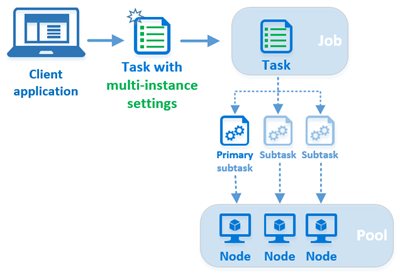 Client
application
Task with
multi-instance
settings
Job
Task
Primary
subtask
Subtask
Subtask
Node
Node
Node
Pool